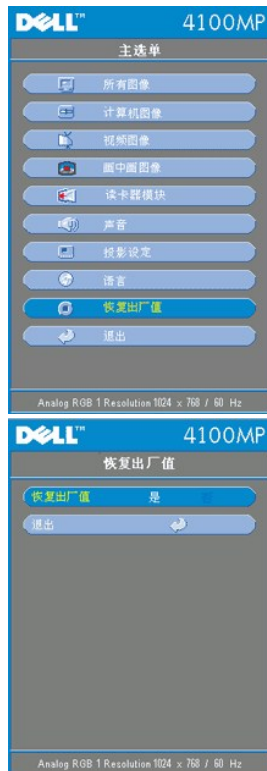 DELL™ 4100MP
主选单
所有图像
计算机图像
视频图像
画中画图像
读卡器模块
声音
投影设定
语言
恢复出厂值
退出
Analog RGB 1 Resolution 1024 x 768 / 60 Hz
DELL™ 4100MP
恢复出厂值
恢复出厂值 是
退出
Analog RGB 1 Resolution 1024 x 768 / 60 Hz